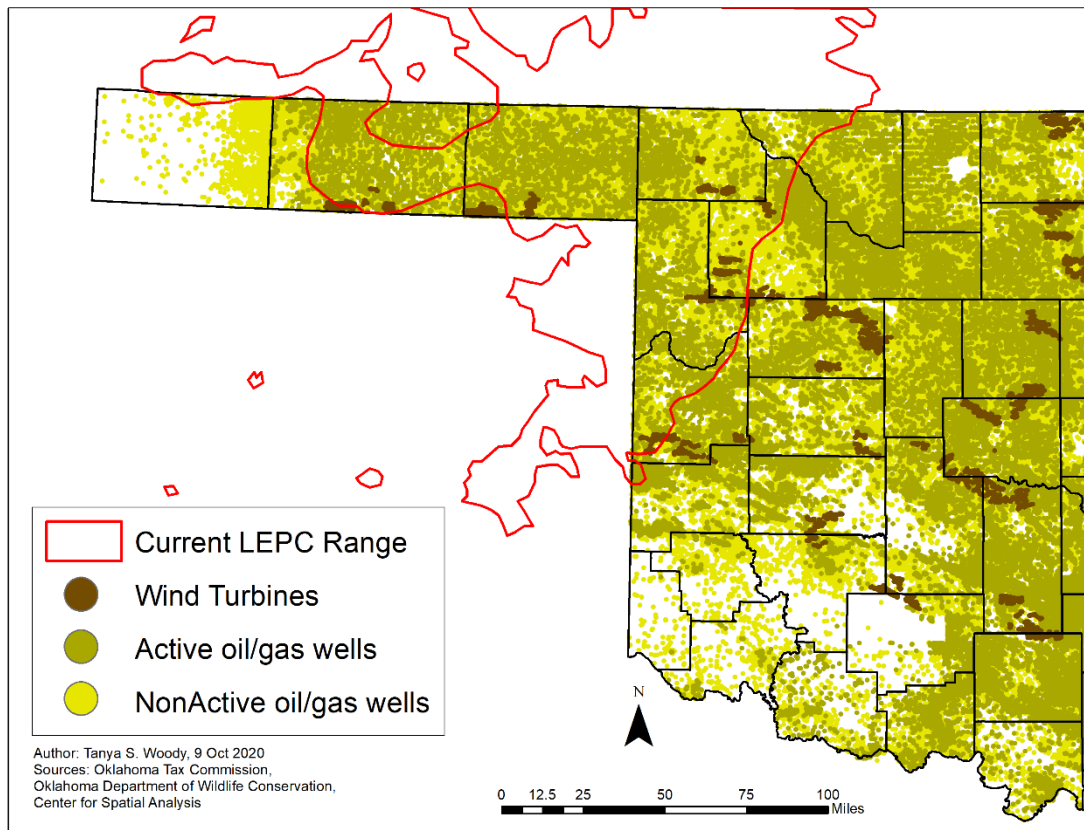 Current LEPC Range
Wind Turbines
Active oil/gas wells
NonActive oil/gas wells
Author: Tanya S. Woody, 9 Oct 2020
Sources: Oklahoma Tax Commission,
Oklahoma Department of Wildlife Conservation,
Center for Spatial Analysis
N
0 12.5 25 50 75 100
Miles